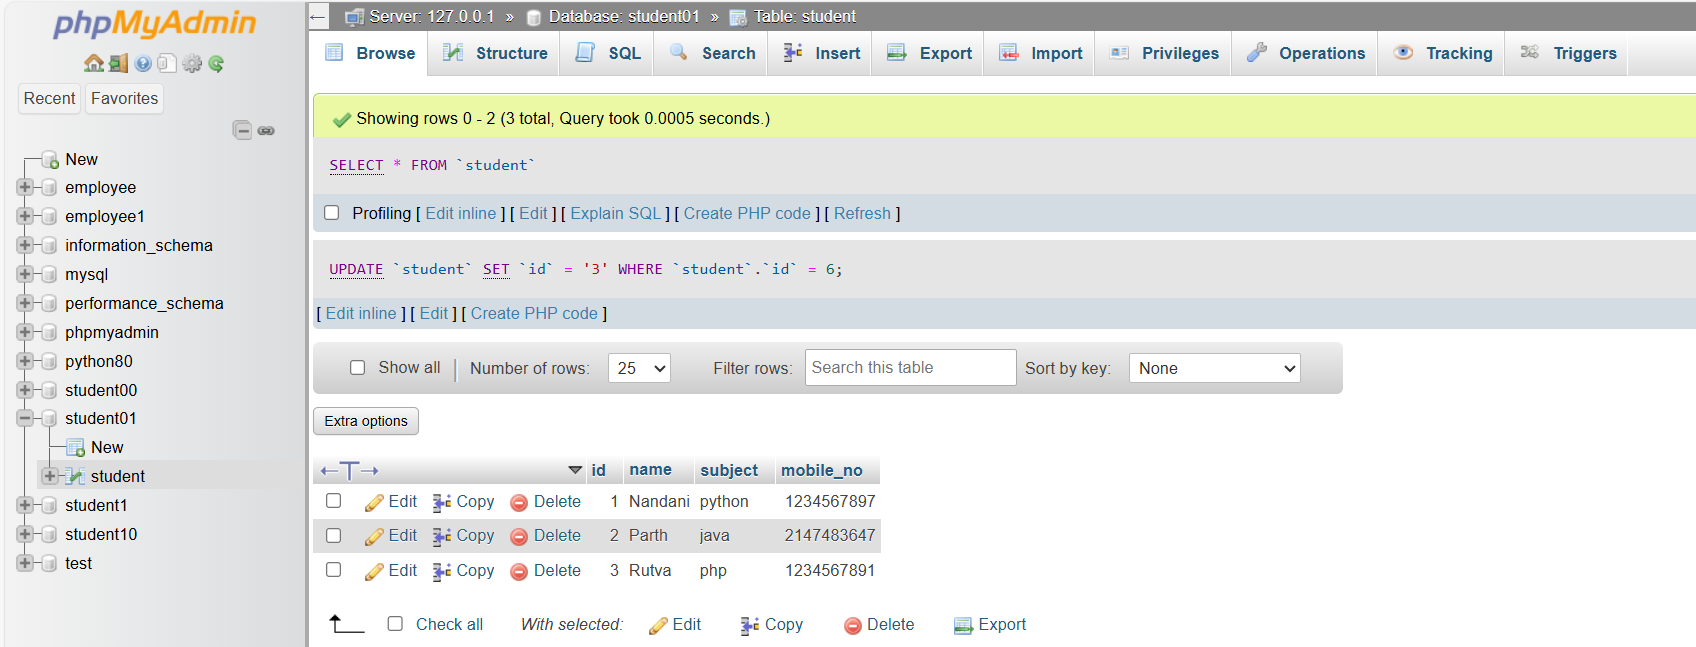 phpMyAdmin
Recent Favorites
New
employee
employee1
information_schema
mysql
performance_schema
phpmyadmin
python80
student00
student01
New
student
student1
student10
test
Server: 127.0.0.1 » Database: student01 » Table: student
Browse Structure SQL Search Insert Export Import Privileges Operations Tracking Triggers
Showing rows 0 - 2 (3 total, Query took 0.0005 seconds.)
SELECT * FROM `student`
Profiling [ Edit inline ] [ Edit ] [ Explain SQL ] [ Create PHP code ] [ Refresh ]
UPDATE `student` SET `id` = '3' WHERE `student`.`id` = 6;
[ Edit inline ] [ Edit ] [ Create PHP code ]
Show all | Number of rows: 25 Filter rows: Search this table Sort by key: None
Extra options
←T→ id name subject mobile_no
Edit Copy Delete 1 Nandani python 1234567897
Edit Copy Delete 2 Parth java 2147483647
Edit Copy Delete 3 Rutva php 1234567891
Check all With selected: Edit Copy Delete Export